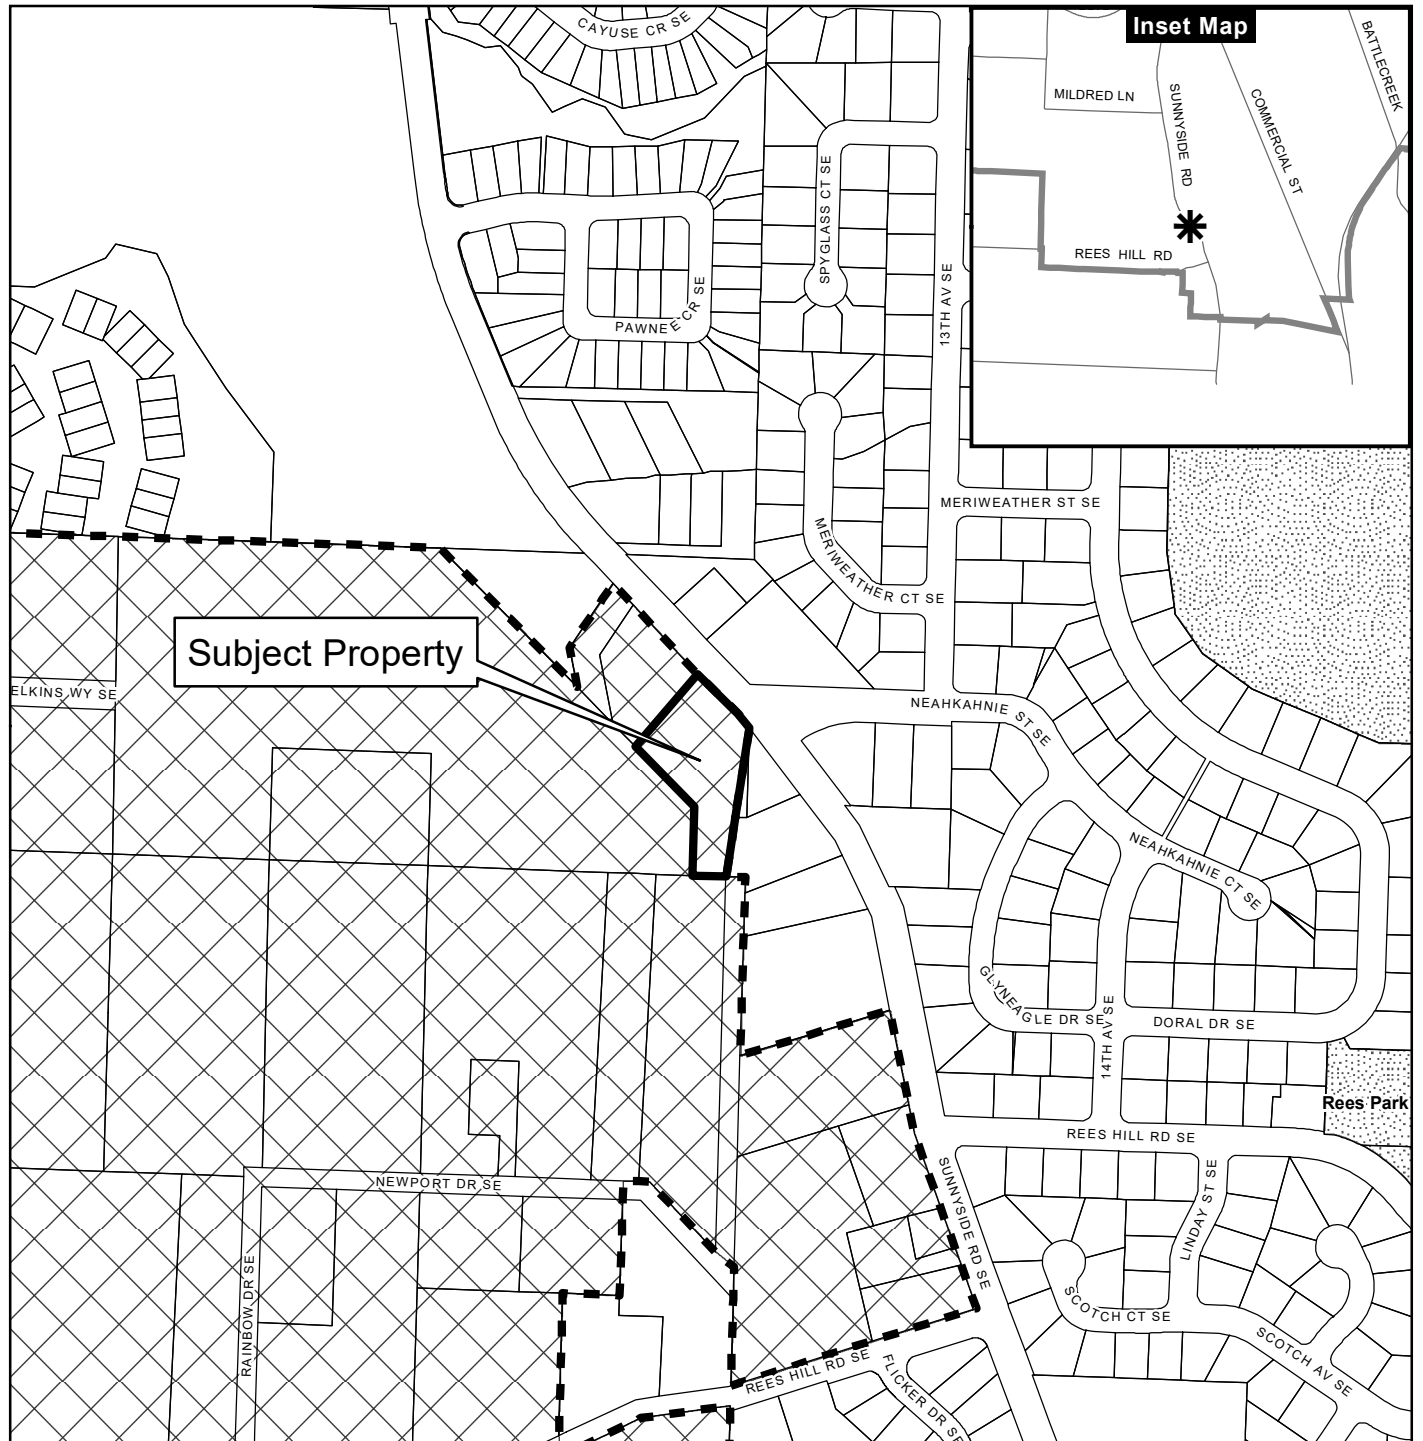 CAYUSE CR SE
Inset Map
MILDRED LN
SUNNYSIDE RD
COMMERCIAL ST
BATTLECREEK
REES HILL RD
SPYGLASS CT SE
13TH AV SE
PAWNEE CR SE
MERIWEATHER ST SE
MERIWEATHER CT SE
Subject Property
ELKINS WY SE
NEAHKAHNIE ST SE
NEAHKAHNIE CT SE
GLYNEAGLE DR SE
14TH AV SE
DORAL DR SE
Rees Park
REES HILL RD SE
NEWPORT DR SE
SUNNYSIDE RD SE
LINDAY ST SE
RAINBOW DR SE
SCOTCH CT SE
SCOTCH AV SE
REES HILL RD SE
FLICKER DR SE